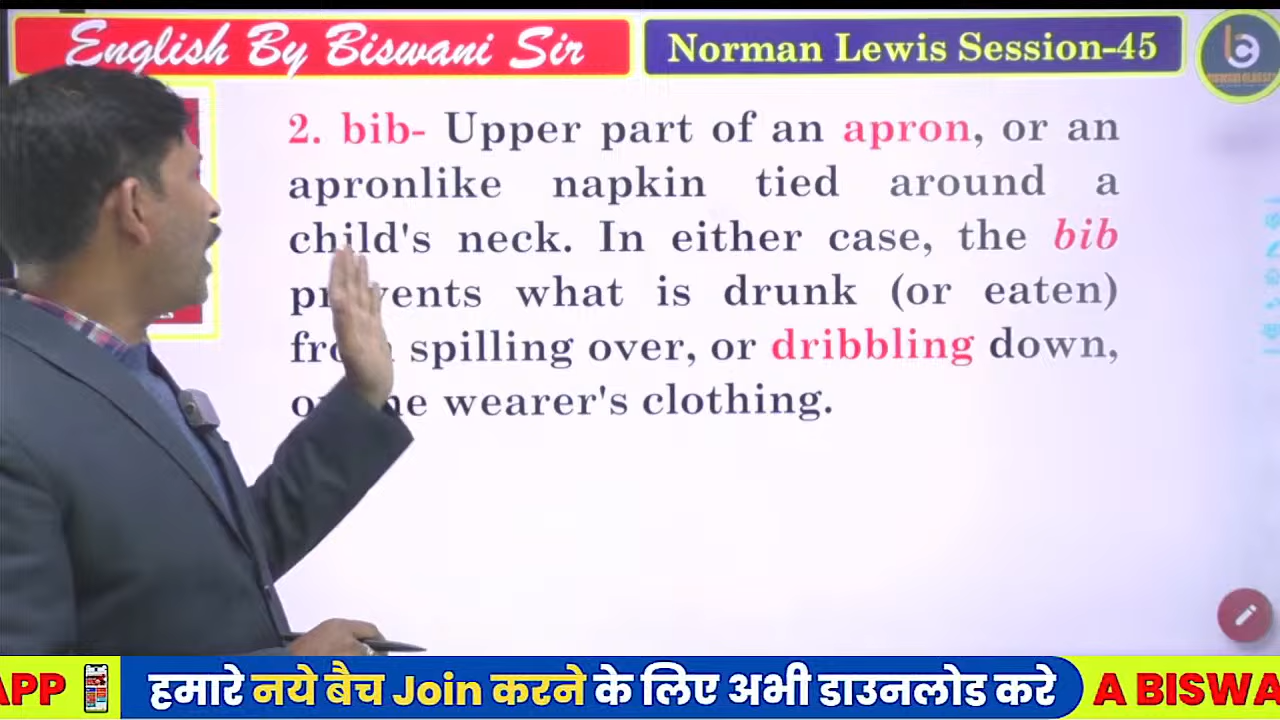 English By Biswani Sir
Norman Lewis Session-45
2. bib- Upper part of an apron, or an
apronlike napkin tied around a
child's neck. In either case, the bib
what is drunk (or eaten)
spilling over, or dribbling down,
wearer's clothing.
APP
हमारे नये बैच Join करने के लिए अभी डाउनलोड करे
A BISWA